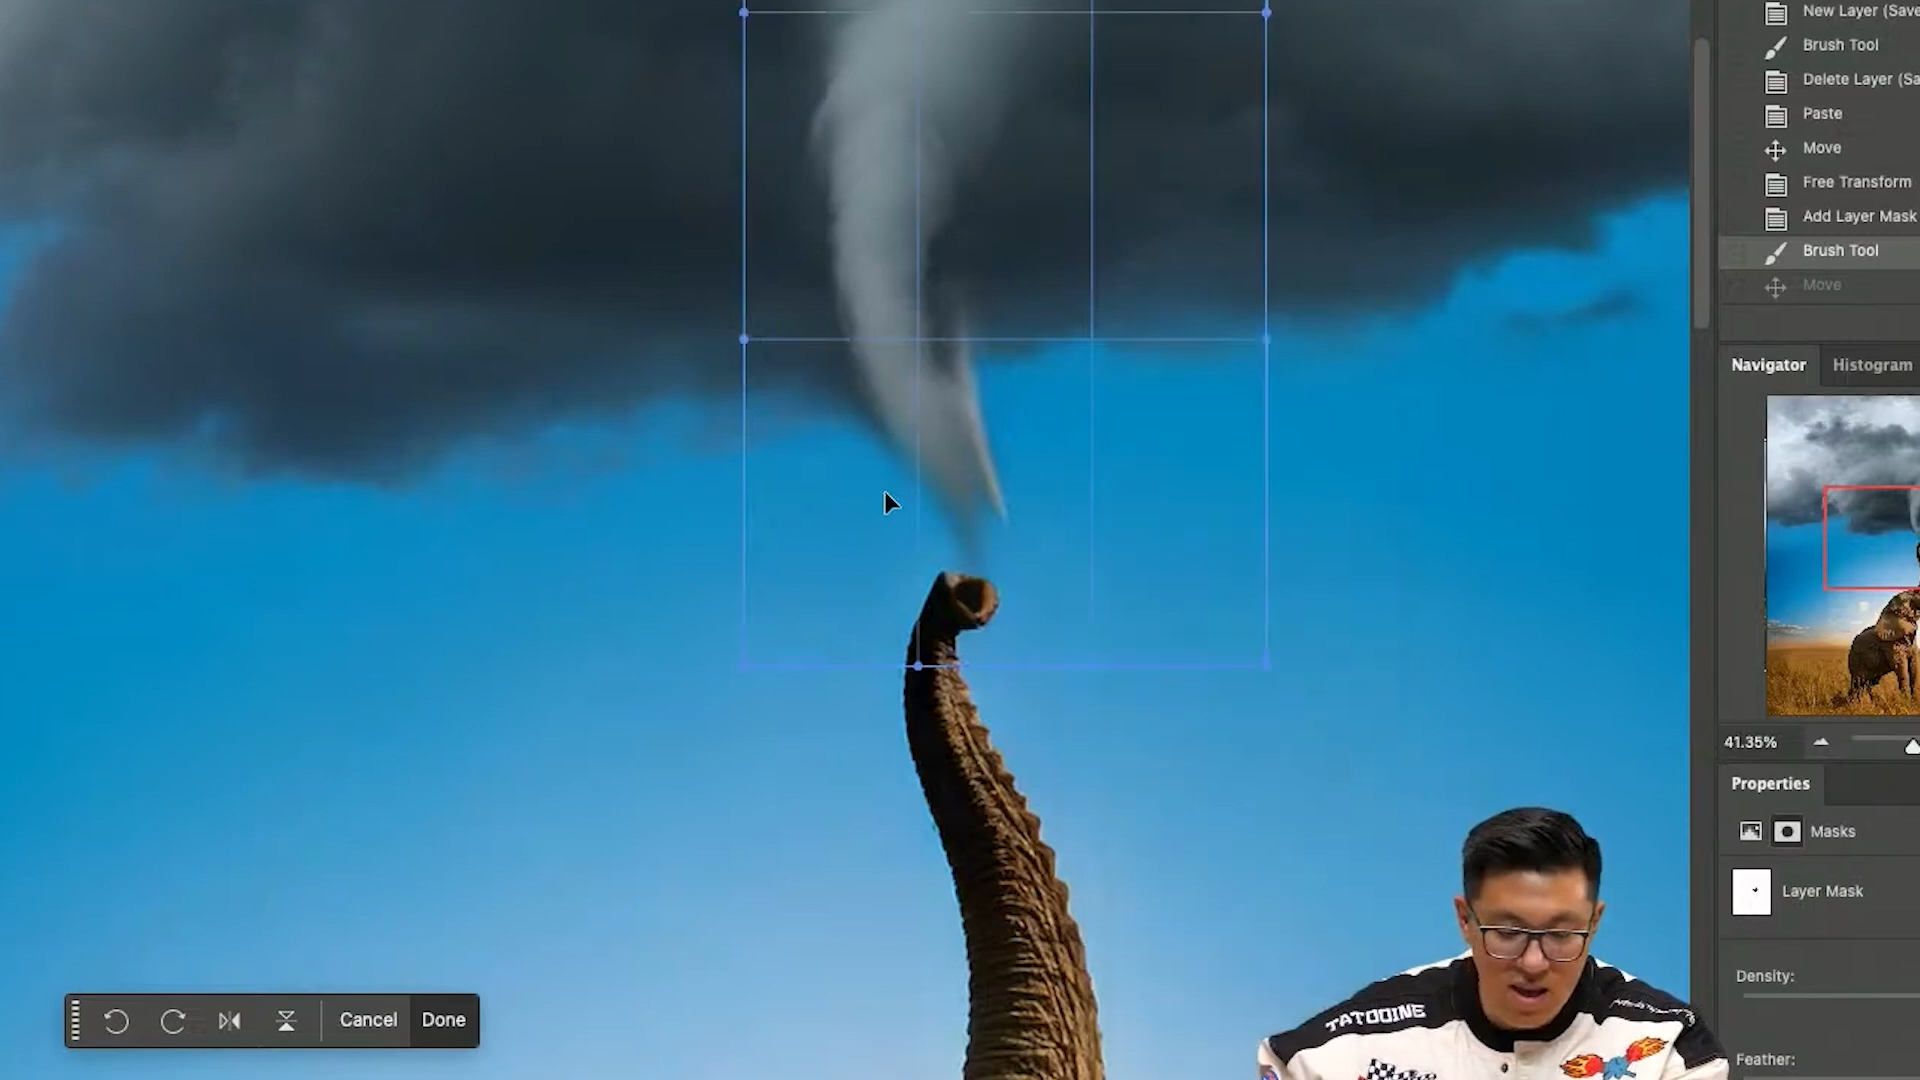 New Layer (Save
Brush Tool
Delete Layer (Sa
Paste
Move
Free Transform
Add Layer Mask
Brush Tool
Move
Navigator
Histogram
41.35%
Properties
Masks
Layer Mask
Density:
Feather:
Cancel
Done
TATOOINE